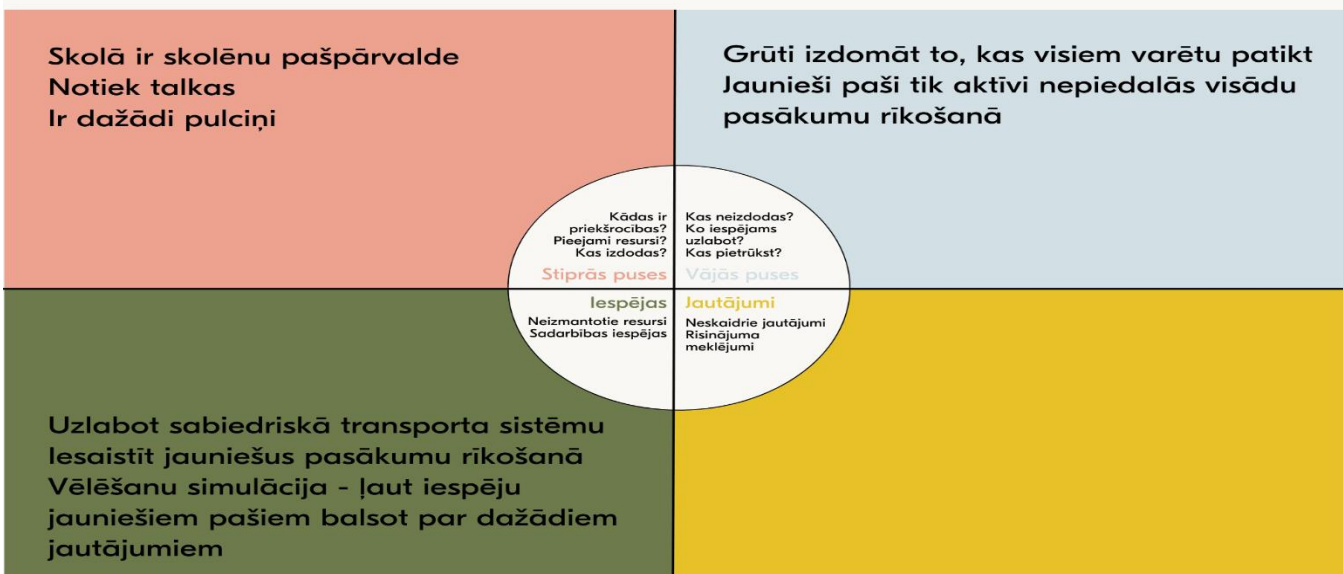 Skolā ir skolēnu pašpārvalde
Notiek talkas
Ir dažādi pulciņi
Grūti izdomāt to, kas visiem varētu patikt
Jaunieši paši tik aktīvi nepiedalās visādu
pasākumu rīkošanā
Kādas ir
priekšrocības?
Pieejami resursi?
Kas izdodas?
Stiprās puses
Kas neizdodas?
Ko iespējams
uzlabot?
Kas pietrūkst?
Vājās puses
Iespējas
Neizmantotie resursi
Sadarbības iespējas
Jautājumi
Neskaidrie jautājumi
Risinājuma
meklējumi
Uzlabot sabiedriskā transporta sistēmu
Iesaistīt jauniešus pasākumu rīkošanā
Vēlēšanu simulācija - ļaut iespēju
jauniešiem pašiem balsot par dažādiem
jautājumiem